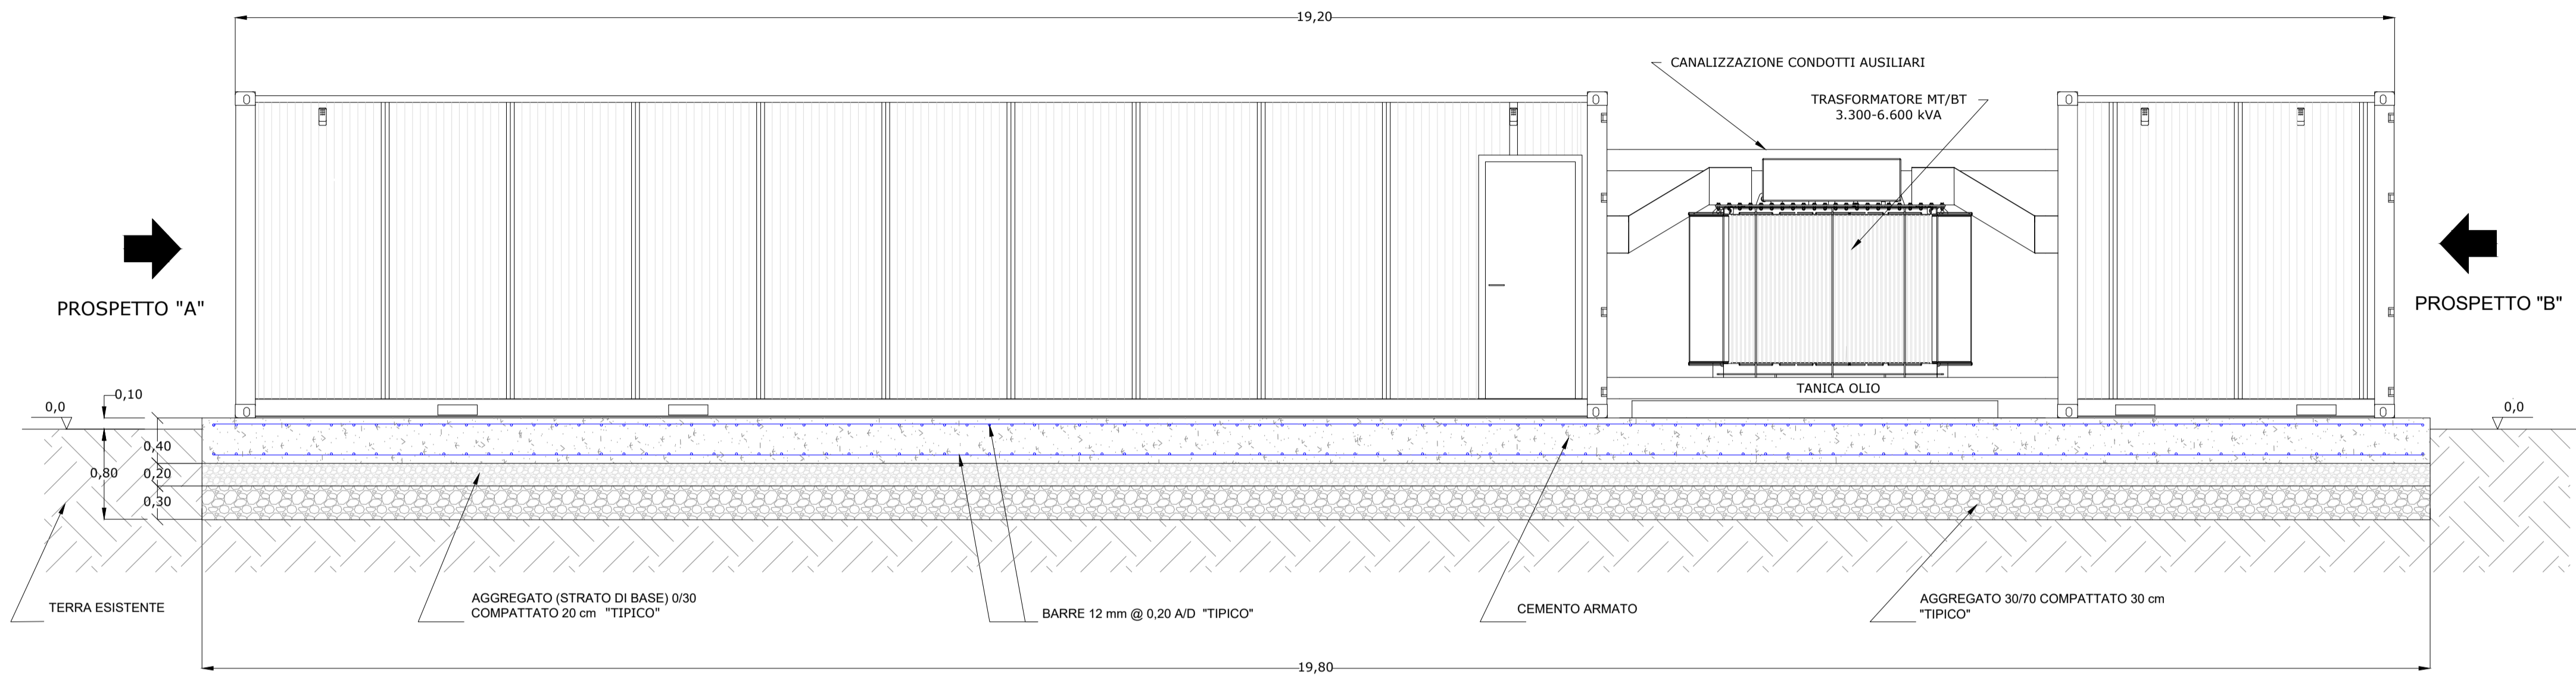 19,20
CANALIZZAZIONE CONDOTTI AUSILIARI
TRASFORMATORE MT/BT
3.300-6.600 kVA
PROSPETTO "A"
PROSPETTO "B"
TANICA OLIO
0,10
0,0
0,0
0,40
0,80
0,20
0,30
TERRA ESISTENTE
AGGREGATO (STRATO DI BASE) 0/30
COMPATTATO 20 cm "TIPICO"
BARRE 12 mm @ 0,20 A/D "TIPICO"
CEMENTO ARMATO
AGGREGATO 30/70 COMPATTATO 30 cm
"TIPICO"
19,80